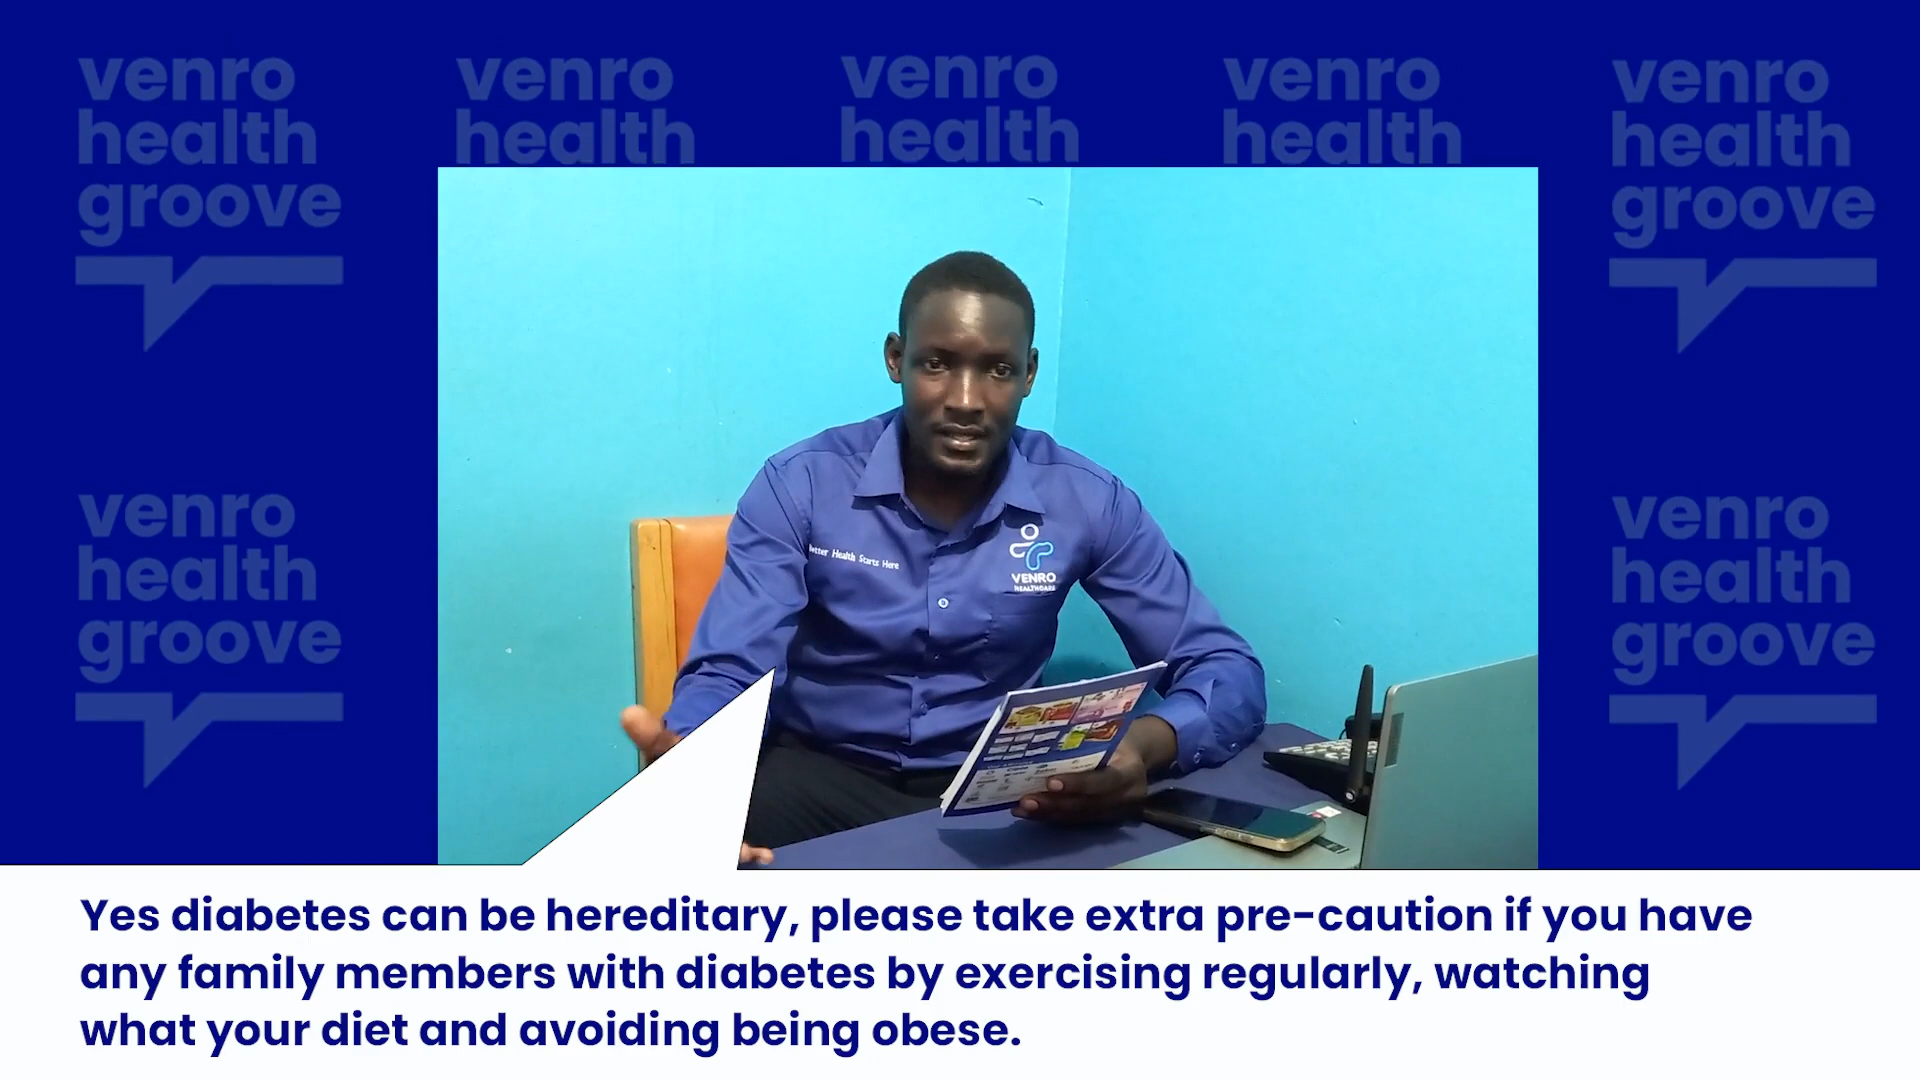 venro
health
groove
venro
health
venro
health
venro
health
venro
health
groove
venro
health
groove
venro
health
groove
Better Health Starts Here
VENRO
HEALTHCARE
Yes diabetes can be hereditary, please take extra pre-caution if you have
any family members with diabetes by exercising regularly, watching
what your diet and avoiding being obese.